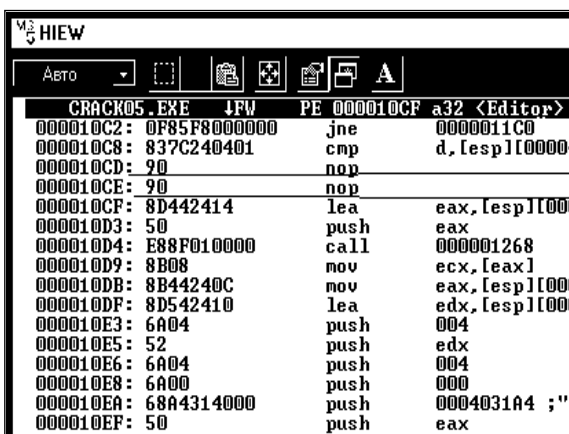 HIEW
Авто A
CRACK05.EXE ↓FW PE 000010CF a32 <Editor>
000010C2: 0F85F8000000 jne 0000011C0
000010C8: 837C240401 cmp d,[esp][0000
000010CD: 90 nop
000010CE: 90 nop
000010CF: 8D442414 lea eax,[esp][00
000010D3: 50 push eax
000010D4: E88F010000 call 000001268
000010D9: 8B08 mov ecx,[eax]
000010DB: 8B44240C mov eax,[esp][00
000010DF: 8D542410 lea edx,[esp][00
000010E3: 6A04 push 004
000010E5: 52 push edx
000010E6: 6A04 push 004
000010E8: 6A00 push 000
000010EA: 68A4314000 push 0004031A4 ;"
000010EF: 50 push eax